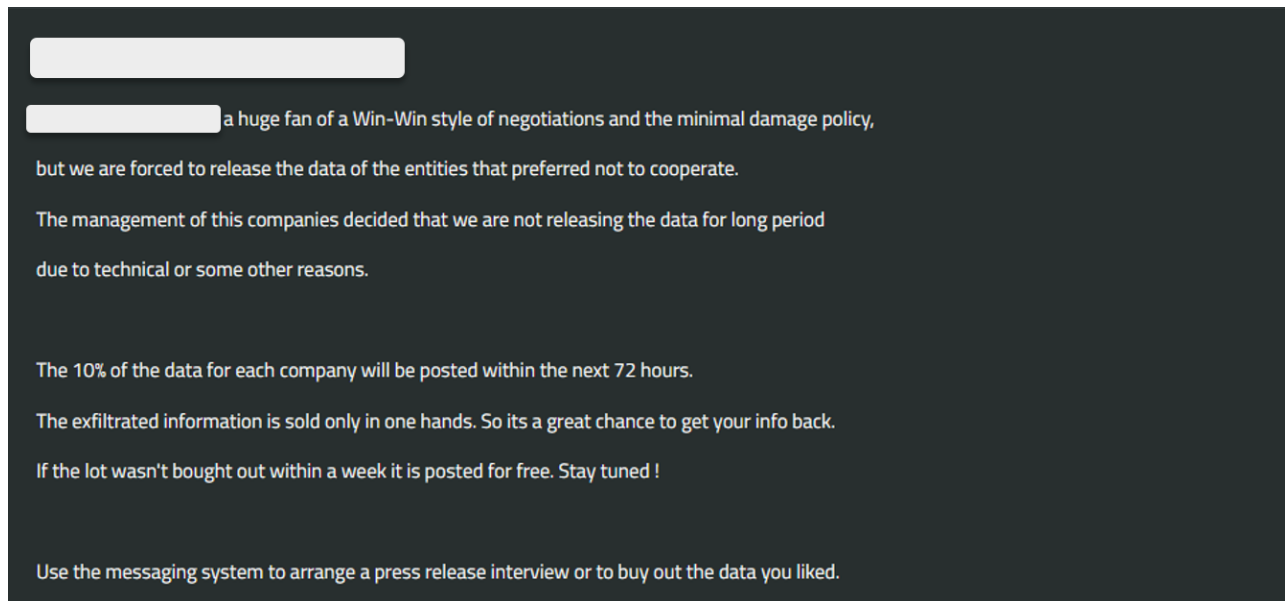 a huge fan of a Win-Win style of negotiations and the minimal damage policy,
but we are forced to release the data of the entities that preferred not to cooperate.
The management of this companies decided that we are not releasing the data for long period
due to technical or some other reasons.
The 10% of the data for each company will be posted within the next 72 hours.
The exfiltrated information is sold only in one hands. So its a great chance to get your info back.
If the lot wasn't bought out within a week it is posted for free. Stay tuned !
Use the messaging system to arrange a press release interview or to buy out the data you liked.